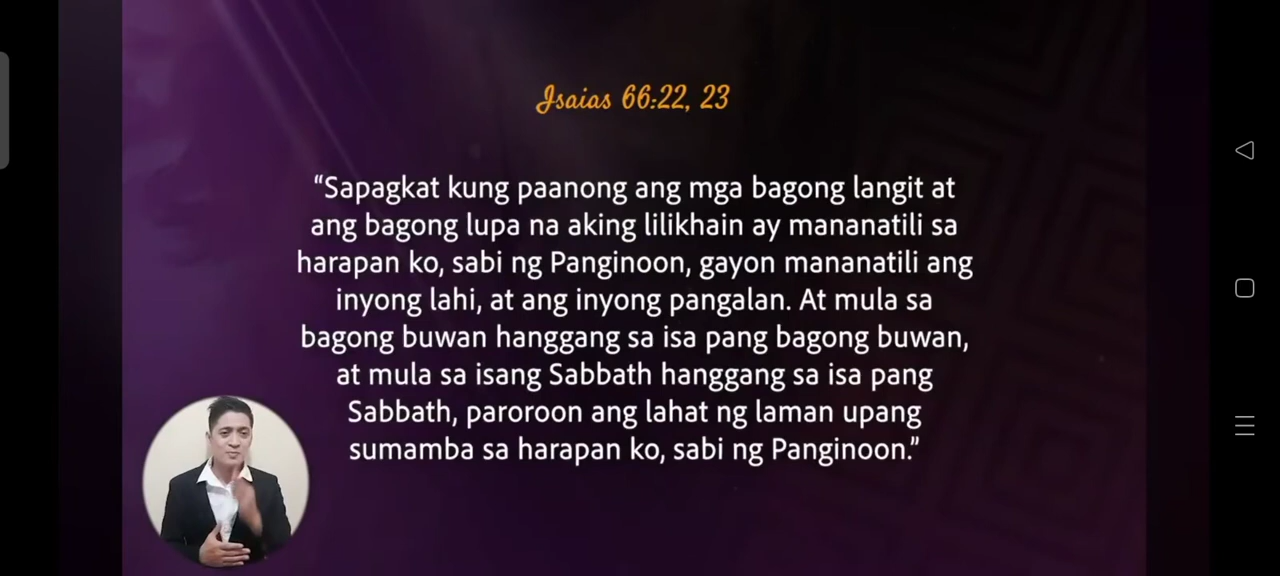 Isaias 66:22, 23
“Sapagkat kung paanong ang mga bagong langit at
ang bagong lupa na aking lilikhain ay mananatili sa
harapan ko, sabi ng Panginoon, gayon mananatili ang
inyong lahi, at ang inyong pangalan. At mula sa
bagong buwan hanggang sa isa pang bagong buwan,
at mula sa isang Sabbath hanggang sa isa pang
Sabbath, paroroon ang lahat ng laman upang
sumamba sa harapan ko, sabi ng Panginoon.”